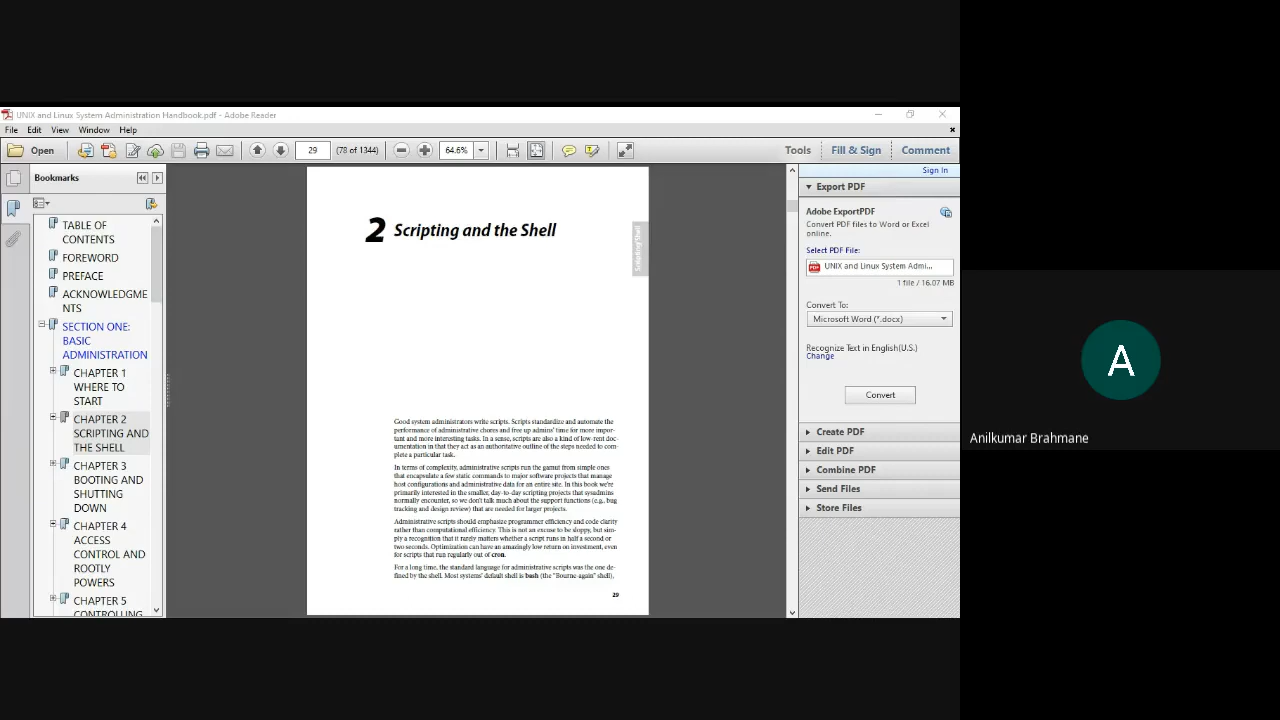 UNIX and Linux System Administration Handbook.pdf - Adobe Reader
File Edit View Window Help
Open
29
(78 of 1344)
64.6%
Tools
Fill & Sign
Comment
Bookmarks
TABLE OF
CONTENTS
FOREWORD
PREFACE
ACKNOWLEDGME
NTS
SECTION ONE:
BASIC
ADMINISTRATION
CHAPTER 1
WHERE TO
START
CHAPTER 2
SCRIPTING AND
THE SHELL
CHAPTER 3
BOOTING AND
SHUTTING
DOWN
CHAPTER 4
ACCESS
CONTROL AND
ROOTLY
POWERS
CHAPTER 5
CONTROLLING
2 Scripting and the Shell
Scripting/Shell
Good system administrators write scripts. Scripts standardize and automate the
performance of administrative chores and free up admins' time for more impor-
tant and more interesting tasks. In a sense, scripts are also a kind of low-rent doc-
umentation in that they act as an authoritative outline of the steps needed to com-
plete a particular task.
In terms of complexity, administrative scripts run the gamut from simple ones
that encapsulate a few static commands to major software projects that manage
host configurations and administrative data for an entire site. In this book we're
primarily interested in the smaller, day-to-day scripting projects that sysadmins
normally encounter, so we don't talk much about the support functions (e.g., bug
tracking and design review) that are needed for larger projects.
Administrative scripts should emphasize programmer efficiency and code clarity
rather than computational efficiency. This is not an excuse to be sloppy, but sim-
ply a recognition that it rarely matters whether a script runs in half a second or
two seconds. Optimization can have an amazingly low return on investment, even
for scripts that run regularly out of cron.
For a long time, the standard language for administrative scripts was the one de-
fined by the shell. Most systems' default shell is bash (the "Bourne-again" shell),
29
Sign In
Export PDF
Adobe ExportPDF
Convert PDF files to Word or Excel
online.
Select PDF File:
UNIX and Linux System Admi...
1 file / 16.07 MB
Convert To:
Microsoft Word (*.docx)
Recognize Text in English(U.S.)
Change
Convert
Create PDF
Edit PDF
Combine PDF
Send Files
Store Files
A
Anilkumar Brahmane